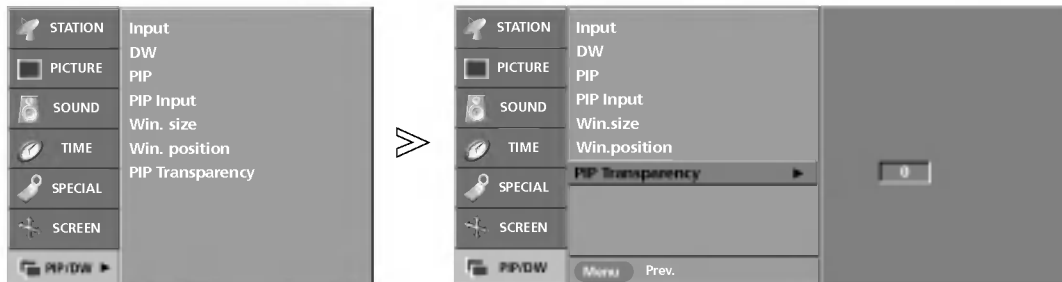 STATION
PICTURE
SOUND
TIME
SPECIAL
SCREEN
PIP/DW ►
Input
DW
PIP
PIP Input
Win. size
Win. position
PIP Transparency
STATION
PICTURE
SOUND
TIME
SPECIAL
SCREEN
PIP/DW
Input
DW
PIP
PIP Input
Win.size
Win.position
PIP Transparency ►
Menu Prev.
0